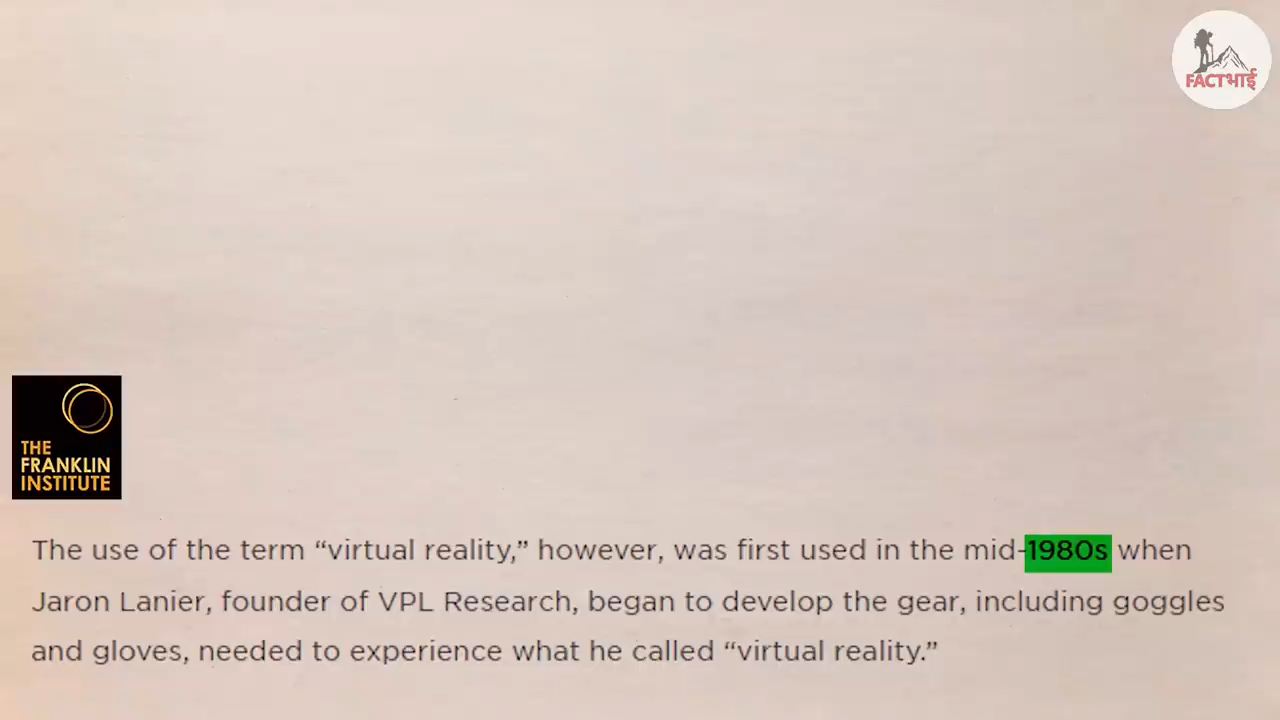 FACTभाई
THE
FRANKLIN
INSTITUTE
The use of the term “virtual reality,” however, was first used in the mid-1980s when
Jaron Lanier, founder of VPL Research, began to develop the gear, including goggles
and gloves, needed to experience what he called “virtual reality.”